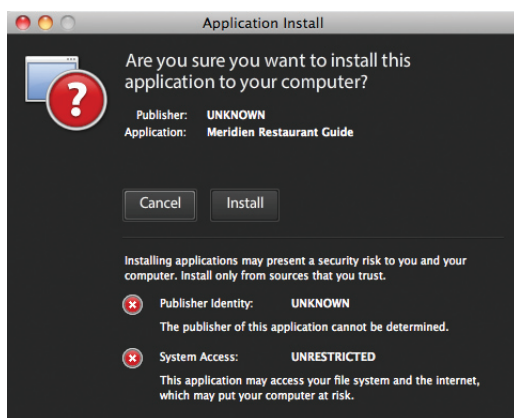 Application Install
Are you sure you want to install this
application to your computer?
Publisher: UNKNOWN
Application: Meridien Restaurant Guide
Cancel Install
Installing applications may present a security risk to you and your
computer. Install only from sources that you trust.
Publisher Identity: UNKNOWN
The publisher of this application cannot be determined.
System Access: UNRESTRICTED
This application may access your file system and the internet,
which may put your computer at risk.